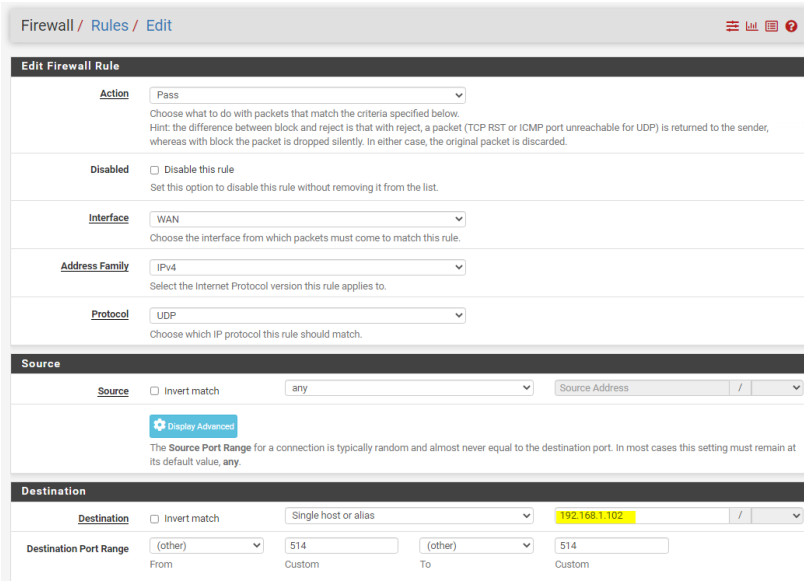 Firewall / Rules / Edit
Edit Firewall Rule
Action
Pass
Choose what to do with packets that match the criteria specified below.
Hint: the difference between block and reject is that with reject, a packet (TCP RST or ICMP port unreachable for UDP) is returned to the sender,
whereas with block the packet is dropped silently. In either case, the original packet is discarded.
Disabled
Disable this rule
Set this option to disable this rule without removing it from the list.
Interface
WAN
Choose the interface from which packets must come to match this rule.
Address Family
IPv4
Select the Internet Protocol version this rule applies to.
Protocol
UDP
Choose which IP protocol this rule should match.
Source
Source Invert match any Source Address /
Display Advanced
The Source Port Range for a connection is typically random and almost never equal to the destination port. In most cases this setting must remain at
its default value, any.
Destination
Destination Invert match Single host or alias 192.168.1.102 /
Destination Port Range (other) 514 (other) 514
From Custom To Custom